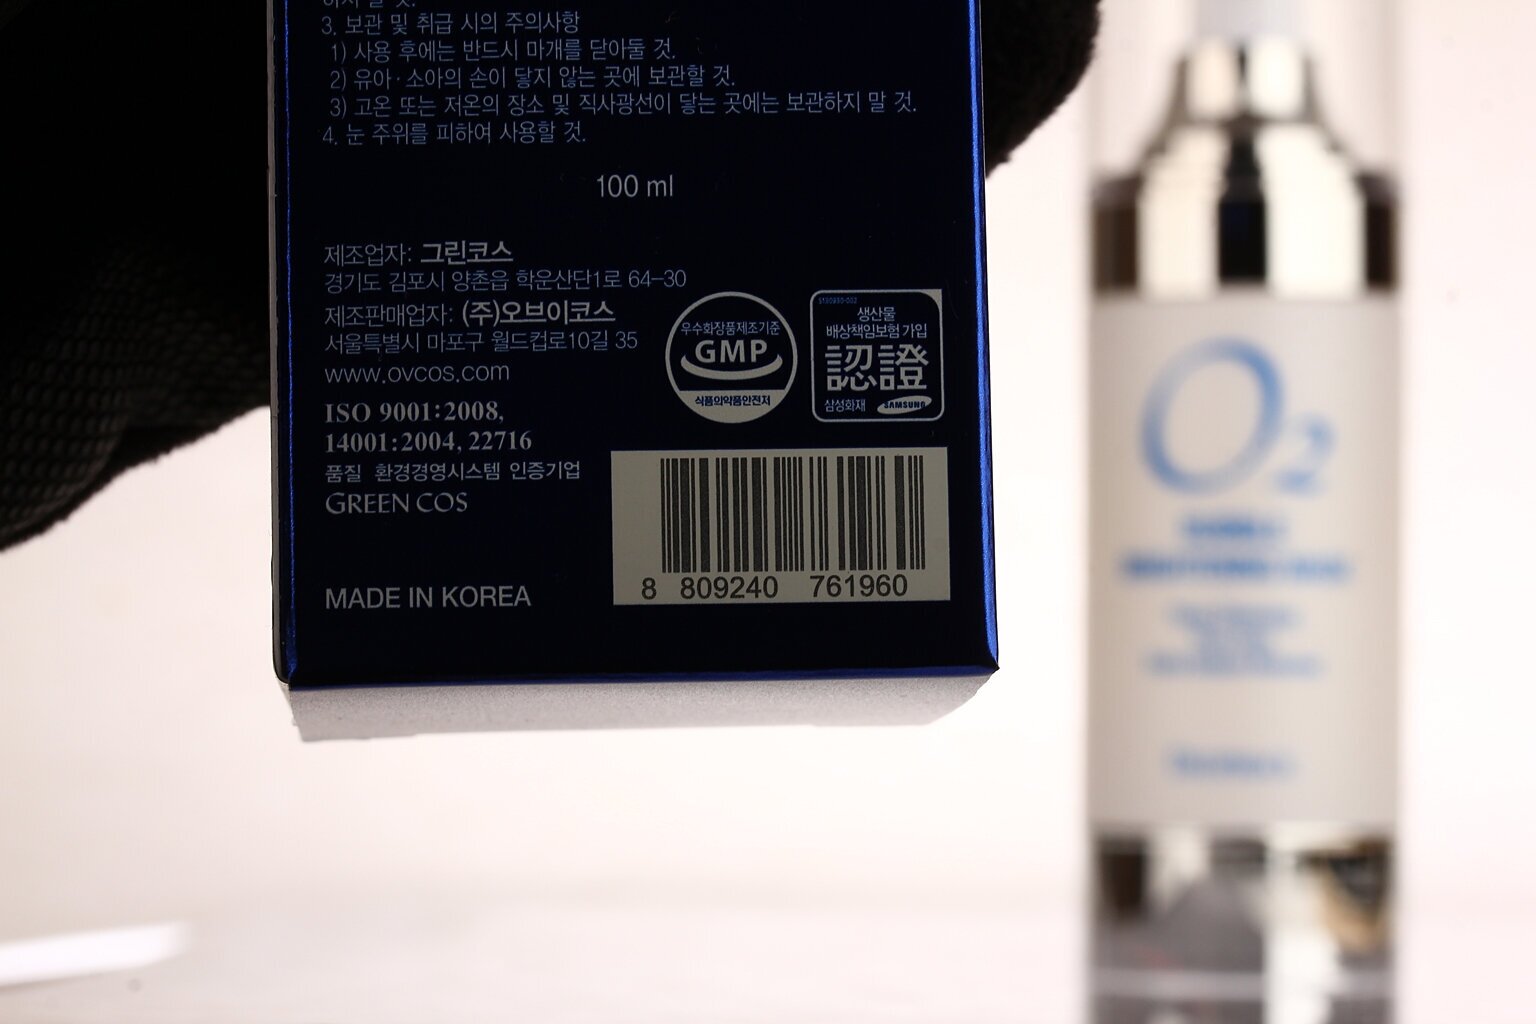 3. 보관 및 취급 시의 주의사항
1) 사용 후에는 반드시 마개를 닫아둘 것.
2) 유아·소아의 손이 닿지 않는 곳에 보관할 것.
3) 고온 또는 저온의 장소 및 직사광선이 닿는 곳에는 보관하지 말 것.
4. 눈 주위를 피하여 사용할 것.
100 ml
제조업자: 그린코스
경기도 김포시 양촌읍 학운산단1로 64-30
제조판매업자: (주)오브이코스
서울특별시 마포구 월드컵로10길 35
www.ovcos.com
ISO 9001:2008,
14001:2004, 22716
품질 환경경영시스템 인증기업
GREEN COS
MADE IN KOREA
우수화장품제조기준
GMP
식품의약품안전처
생산물
배상책임보험 가입
認證
삼성화재 SAMSUNG
8 809240 761960
O2